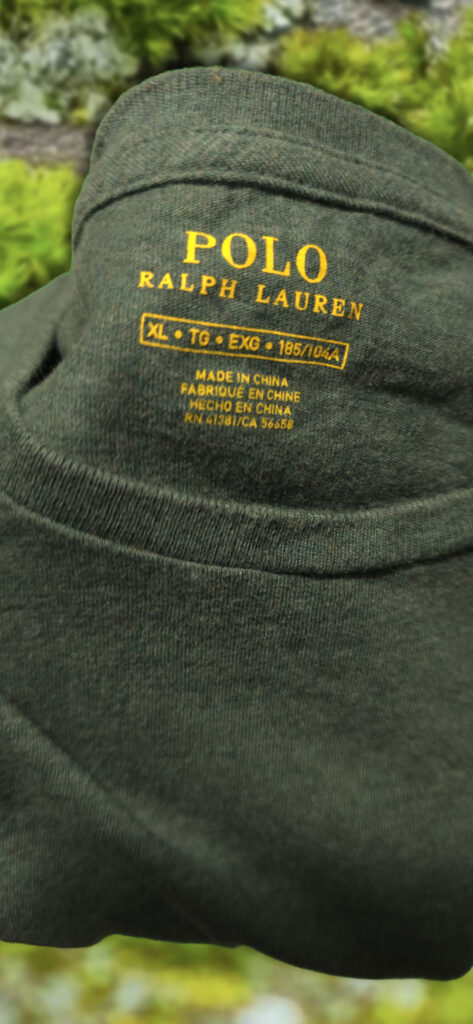 POLO
RALPH LAUREN
XL • TG • EXG • 185/104A
MADE IN CHINA
FABRIQUÉ EN CHINE
HECHO EN CHINA
RN 41381/CA 56658